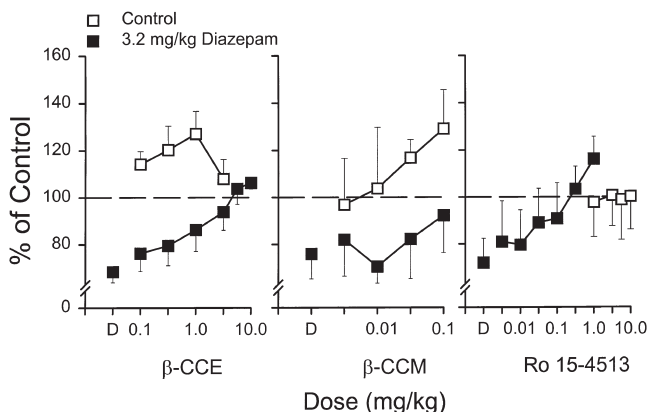 Control
3.2 mg/kg Diazepam
% of Control
160
140
120
100
80
0
D 0.1 1.0 10.0
D 0.01 0.1
D 0.01 0.1 1.0 10.0
β-CCE
β-CCM
Ro 15-4513
Dose (mg/kg)